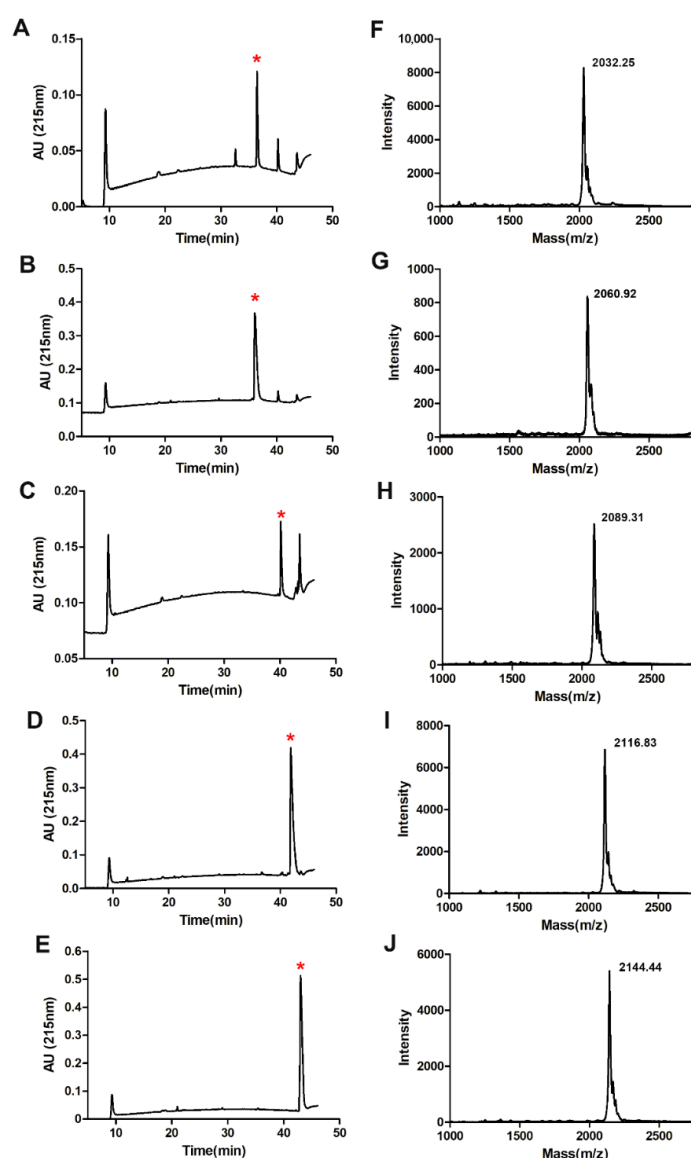 A
AU (215nm)
0.15
0.10
0.05
0.00
*
10 20 30 40 50
Time(min)
F
Intensity
10,000
8000
6000
4000
2000
0
2032.25
1000 1500 2000 2500
Mass(m/z)
B
AU (215nm)
0.5
0.4
0.3
0.2
0.1
0.0
*
10 20 30 40 50
Time(min)
G
Intensity
1000
800
600
400
200
0
2060.92
1000 1500 2000 2500
Mass(m/z)
C
AU (215nm)
0.20
0.15
0.10
0.05
*
10 20 30 40 50
Time(min)
H
Intensity
3000
2000
1000
0
2089.31
1000 1500 2000 2500
Mass(m/z)
D
AU (215nm)
0.5
0.4
0.3
0.2
0.1
0.0
*
10 20 30 40 50
Time(min)
I
Intensity
8000
6000
4000
2000
0
2116.83
1000 1500 2000 2500
Mass(m/z)
E
AU (215nm)
0.6
0.5
0.4
0.3
0.2
0.1
0.0
*
10 20 30 40 50
Time(min)
J
Intensity
6000
4000
2000
0
2144.44
1000 1500 2000 2500
Mass(m/z)